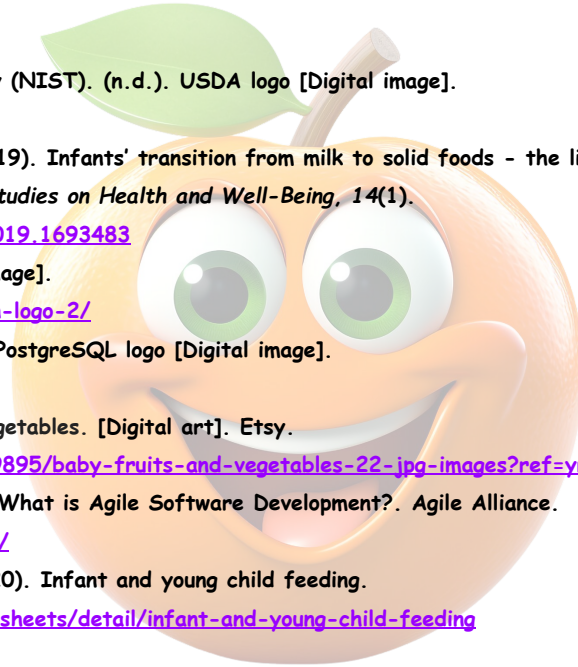 (NIST). (n.d.). USDA logo [Digital image].
19). Infants’ transition from milk to solid foods - the li
tudies on Health and Well-Being, 14(1).
019.1693483
age].
-logo-2/
PostgreSQL logo [Digital image].
getables. [Digital art]. Etsy.
9895/baby-fruits-and-vegetables-22-jpg-images?ref=y
What is Agile Software Development?. Agile Alliance.
/
20). Infant and young child feeding.
sheets/detail/infant-and-young-child-feeding